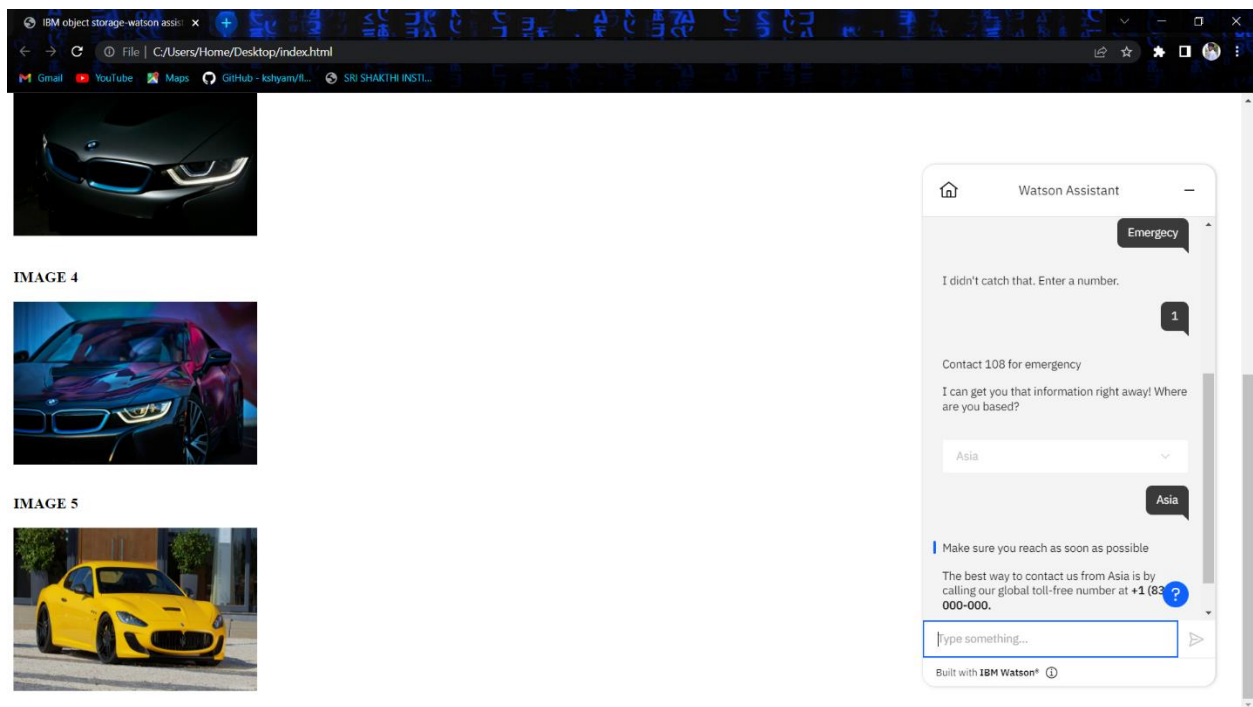 IBM object storage-watson assis
File | C:/Users/Home/Desktop/index.html
Gmail YouTube Maps GitHub - kshyam/fl... SRI SHAKTHI INSTI...
IMAGE 4
IMAGE 5
Watson Assistant
Emergecy
I didn't catch that. Enter a number.
1
Contact 108 for emergency
I can get you that information right away! Where
are you based?
Asia
Asia
Make sure you reach as soon as possible
The best way to contact us from Asia is by
calling our global toll-free number at +1 (83
?
000-000.
Type something...
Built with IBM Watson®